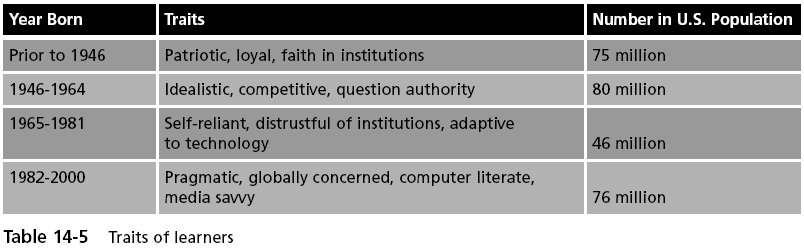 Year Born Traits Number in U.S. Population
Prior to 1946 Patriotic, loyal, faith in institutions 75 million
1946-1964 Idealistic, competitive, question authority 80 million
1965-1981 Self-reliant, distrustful of institutions, adaptive
to technology 46 million
1982-2000 Pragmatic, globally concerned, computer literate,
media savvy 76 million
Table 14-5 Traits of learners